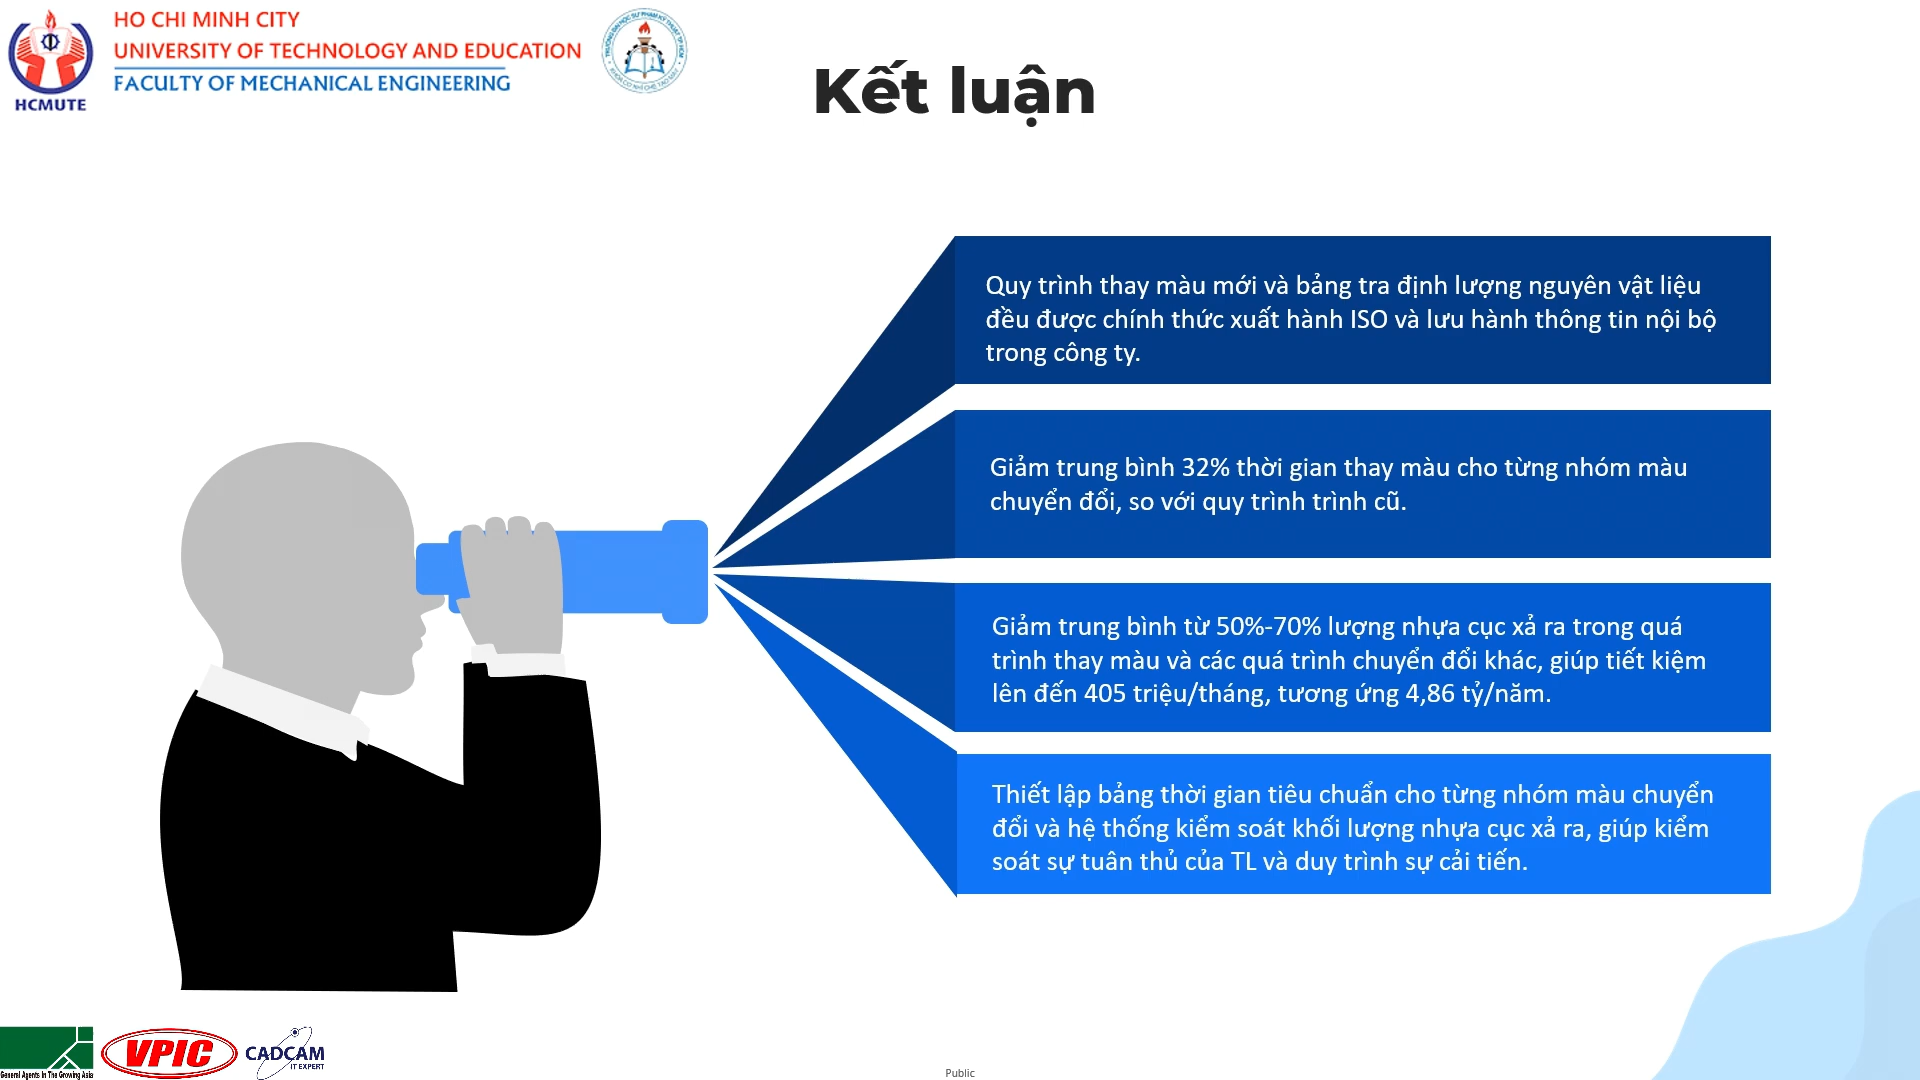 HO CHI MINH CITY
UNIVERSITY OF TECHNOLOGY AND EDUCATION
FACULTY OF MECHANICAL ENGINEERING
HCMUTE
Kết luận
Quy trình thay màu mới và bảng tra định lượng nguyên vật liệu
đều được chính thức xuất hành ISO và lưu hành thông tin nội bộ
trong công ty.
Giảm trung bình 32% thời gian thay màu cho từng nhóm màu
chuyển đổi, so với quy trình trình cũ.
Giảm trung bình từ 50%-70% lượng nhựa cục xả ra trong quá
trình thay màu và các quá trình chuyển đổi khác, giúp tiết kiệm
lên đến 405 triệu/tháng, tương ứng 4,86 tỷ/năm.
Thiết lập bảng thời gian tiêu chuẩn cho từng nhóm màu chuyển
đổi và hệ thống kiểm soát khối lượng nhựa cục xả ra, giúp kiểm
soát sự tuân thủ của TL và duy trình sự cải tiến.
General Agents In The Growing Asia
VPIC
CADCAM
IT EXPERT
Public